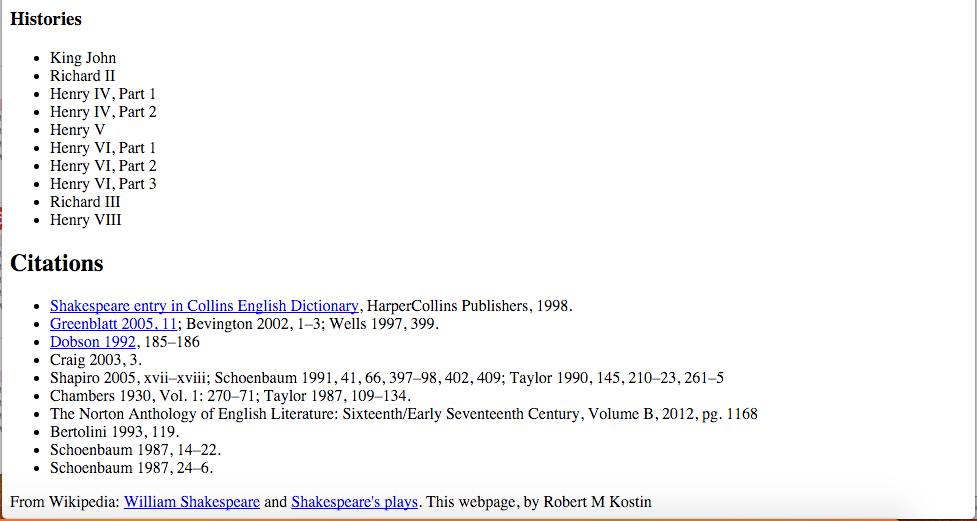 Histories
King John
Richard II
Henry IV, Part 1
Henry IV, Part 2
Henry V
Henry VI, Part 1
Henry VI, Part 2
Henry VI, Part 3
Richard III
Henry VIII
Citations
Shakespeare entry in Collins English Dictionary, HarperCollins Publishers, 1998.
Greenblatt 2005, 11; Bevington 2002, 1–3; Wells 1997, 399.
Dobson 1992, 185–186
Craig 2003, 3.
Shapiro 2005, xvii–xviii; Schoenbaum 1991, 41, 66, 397–98, 402, 409; Taylor 1990, 145, 210–23, 261–5
Chambers 1930, Vol. 1: 270–71; Taylor 1987, 109–134.
The Norton Anthology of English Literature: Sixteenth/Early Seventeenth Century, Volume B, 2012, pg. 1168
Bertolini 1993, 119.
Schoenbaum 1987, 14–22.
Schoenbaum 1987, 24–6.
From Wikipedia: William Shakespeare and Shakespeare's plays. This webpage, by Robert M Kostin